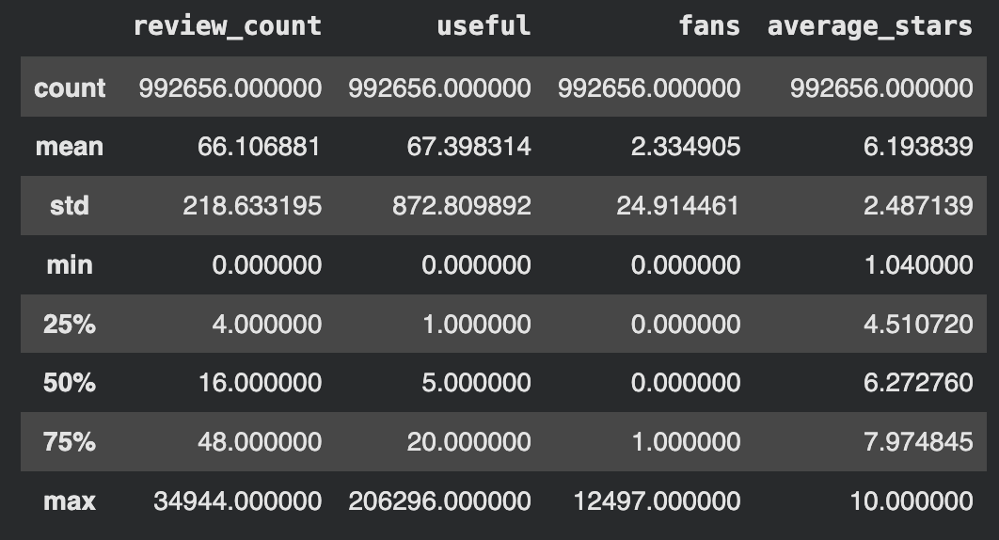 review_count useful fans average_stars
count 992656.000000 992656.000000 992656.000000 992656.000000
mean 66.106881 67.398314 2.334905 6.193839
std 218.633195 872.809892 24.914461 2.487139
min 0.000000 0.000000 0.000000 1.040000
25% 4.000000 1.000000 0.000000 4.510720
50% 16.000000 5.000000 0.000000 6.272760
75% 48.000000 20.000000 1.000000 7.974845
max 34944.000000 206296.000000 12497.000000 10.000000